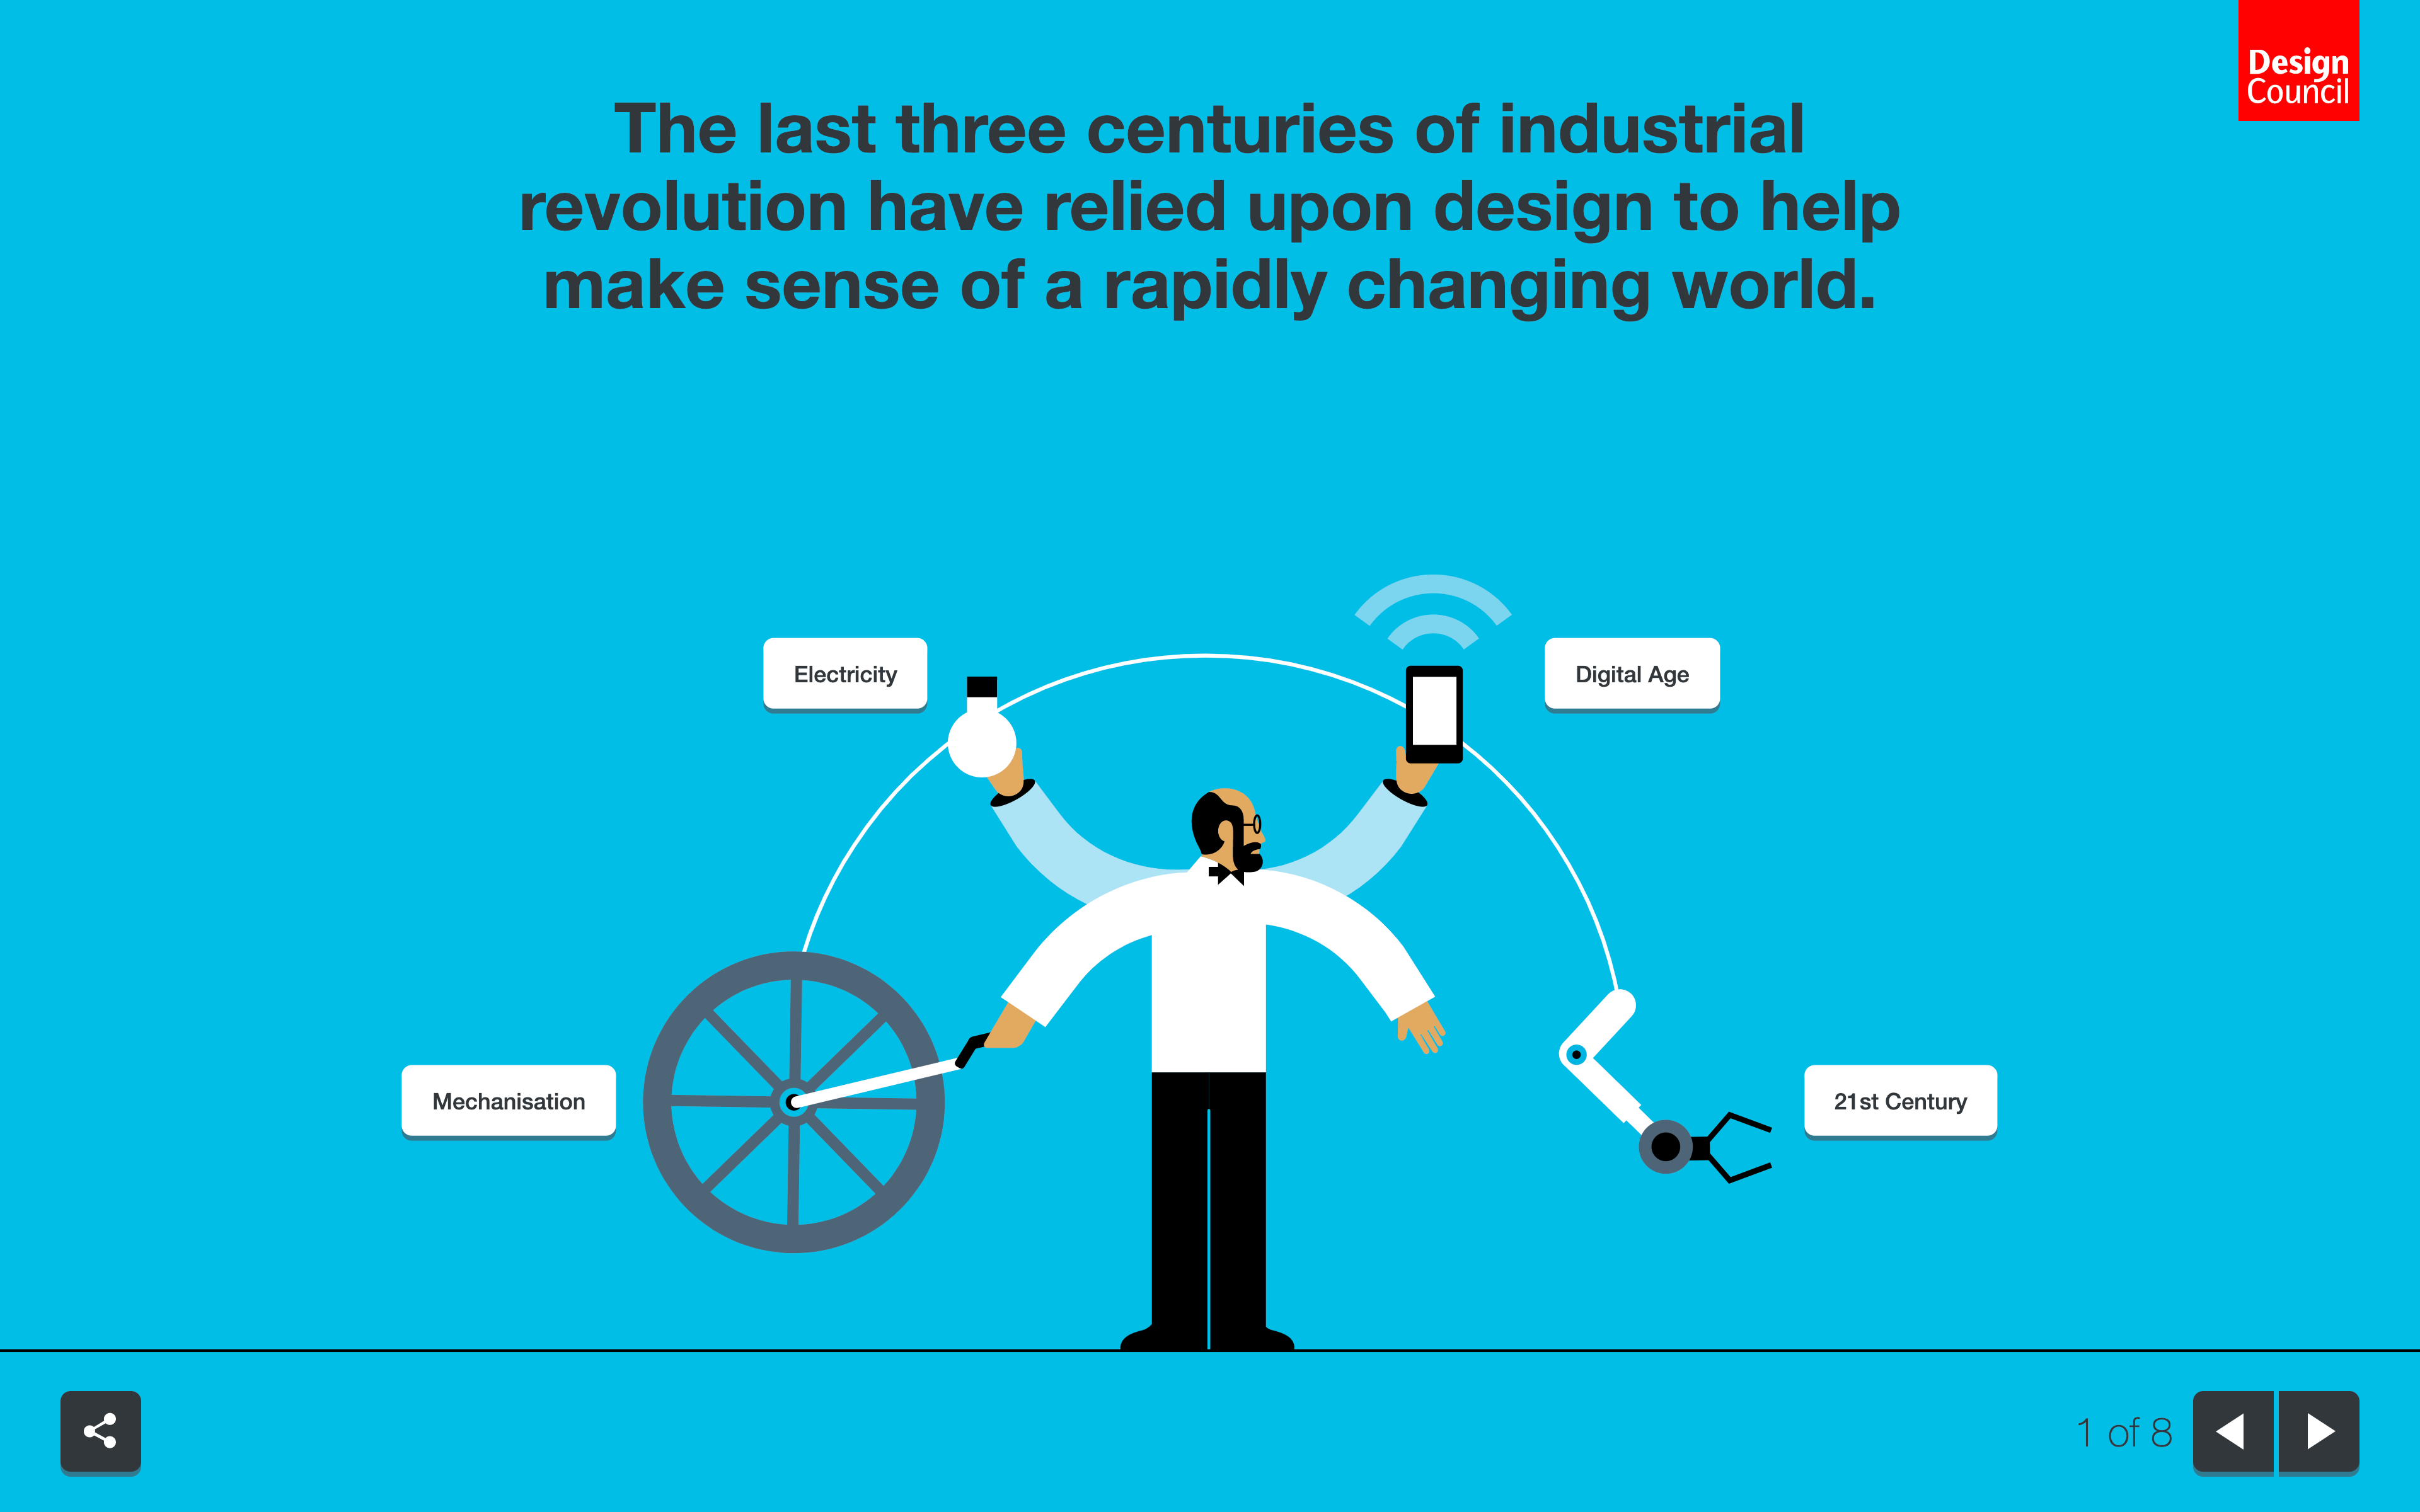 Design
Council
The last three centuries of industrial
revolution have relied upon design to help
make sense of a rapidly changing world.
Electricity
Digital Age
Mechanisation
21st Century
1 of 8